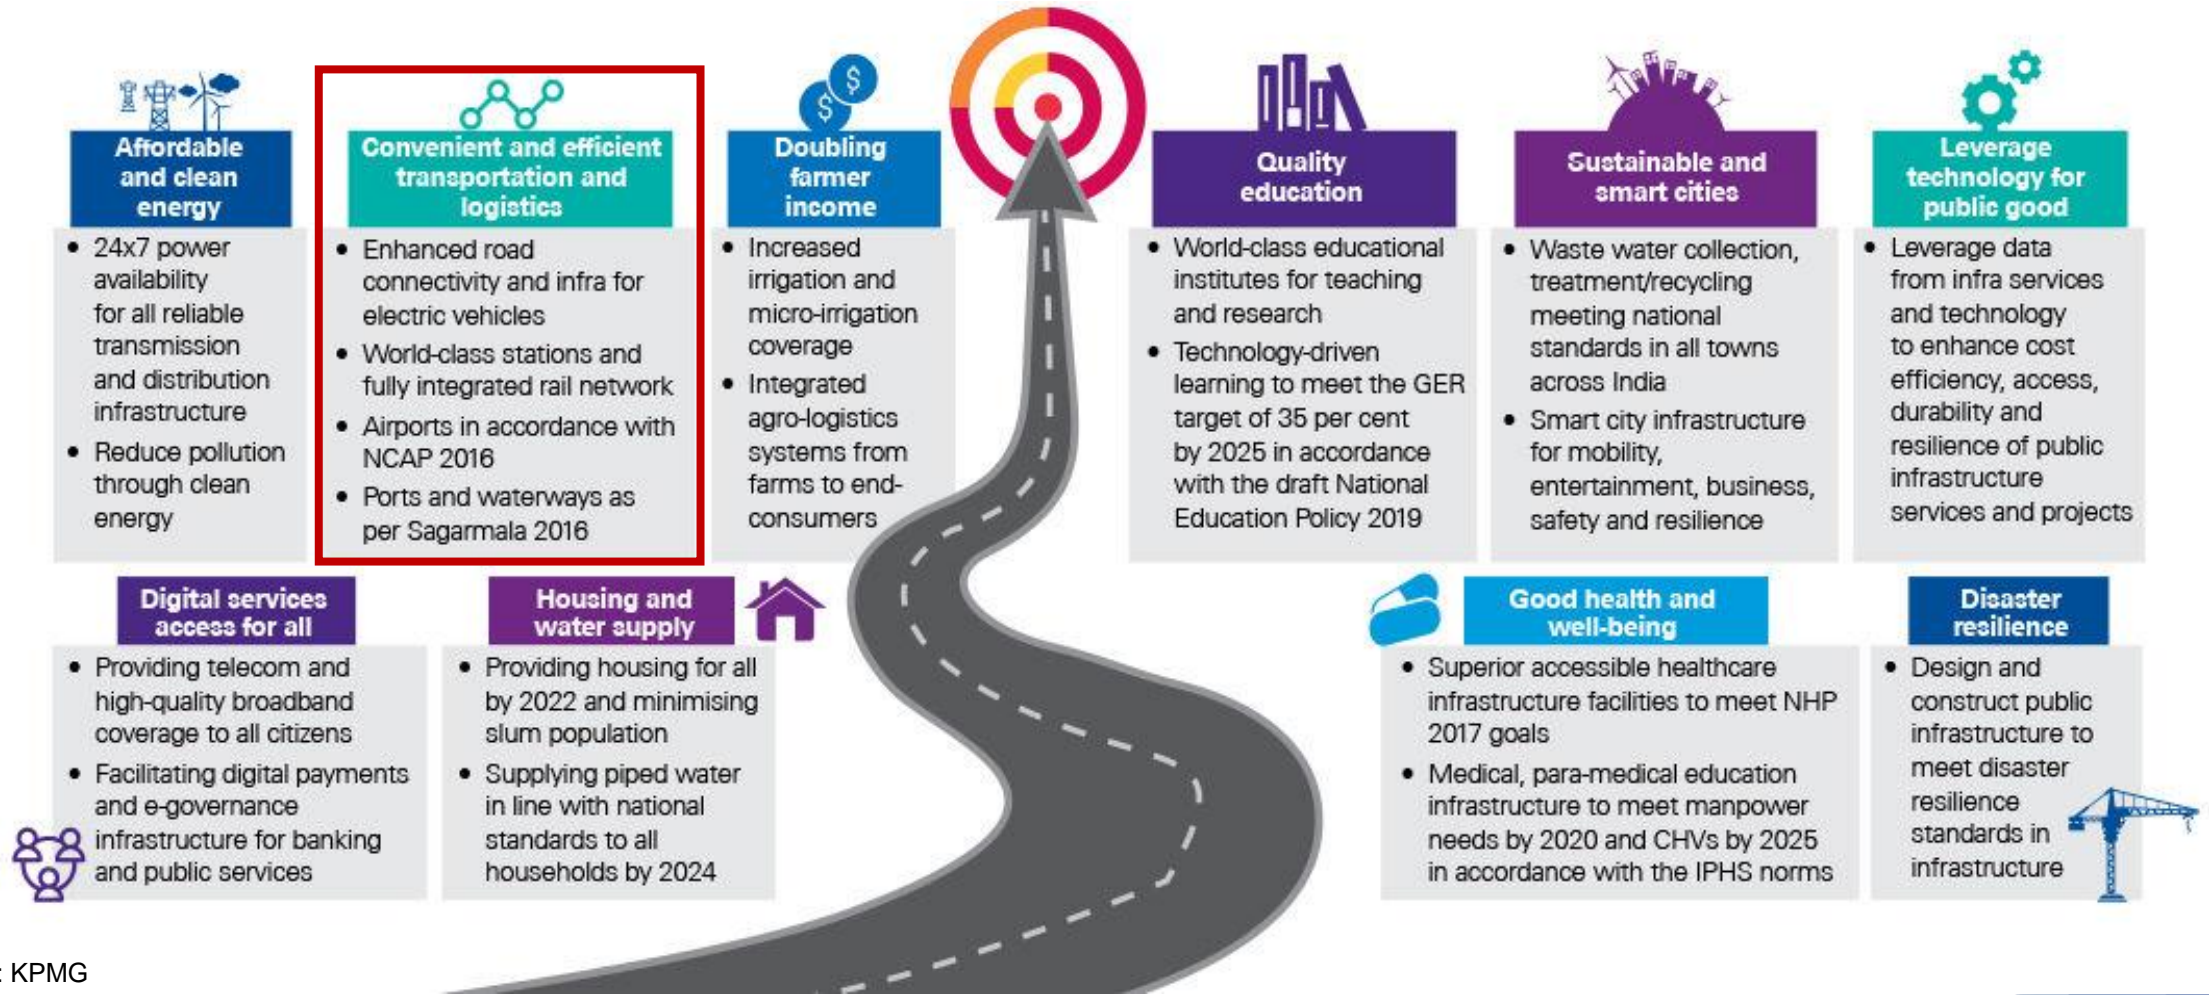 Affordable
and clean
energy
• 24x7 power
availability
for all reliable
transmission
and distribution
infrastructure
• Reduce pollution
through clean
energy
Convenient and efficient
transportation and
logistics
• Enhanced road
connectivity and infra for
electric vehicles
• World-class stations and
fully integrated rail network
• Airports in accordance with
NCAP 2016
• Ports and waterways as
per Sagarmala 2016
$
$
Doubling
farmer
income
• Increased
irrigation and
micro-irrigation
coverage
• Integrated
agro-logistics
systems from
farms to end-
consumers
Quality
education
• World-class educational
institutes for teaching
and research
• Technology-driven
learning to meet the GER
target of 35 per cent
by 2025 in accordance
with the draft National
Education Policy 2019
Sustainable and
smart cities
• Waste water collection,
treatment/recycling
meeting national
standards in all towns
across India
• Smart city infrastructure
for mobility,
entertainment, business,
safety and resilience
Leverage
technology for
public good
• Leverage data
from infra services
and technology
to enhance cost
efficiency, access,
durability and
resilience of public
infrastructure
services and projects
Digital services
access for all
• Providing telecom and
high-quality broadband
coverage to all citizens
• Facilitating digital payments
and e-governance
infrastructure for banking
and public services
Housing and
water supply
• Providing housing for all
by 2022 and minimising
slum population
• Supplying piped water
in line with national
standards to all
households by 2024
Good health and
well-being
• Superior accessible healthcare
infrastructure facilities to meet NHP
2017 goals
• Medical, para-medical education
infrastructure to meet manpower
needs by 2020 and CHVs by 2025
in accordance with the IPHS norms
Disaster
resilience
• Design and
construct public
infrastructure to
meet disaster
resilience
standards in
infrastructure
: KPMG